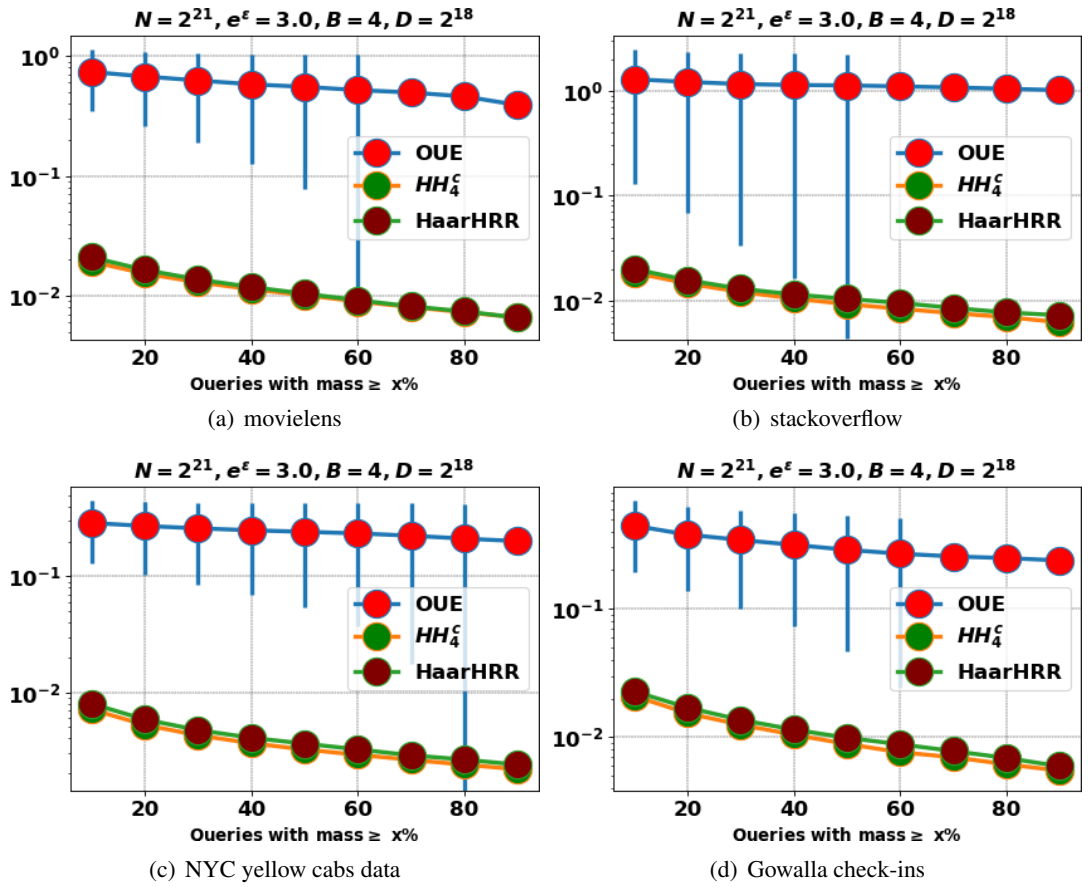 N = 2^21, e^ε = 3.0, B = 4, D = 2^18
10^0
10^-1
10^-2
OUE
HH_4^c
HaarHRR
20 40 60 80
Oueries with mass≥ x%
(a) movielens
N = 2^21, e^ε = 3.0, B = 4, D = 2^18
10^0
10^-1
10^-2
OUE
HH_4^c
HaarHRR
20 40 60 80
Oueries with mass≥ x%
(b) stackoverflow
N = 2^21, e^ε = 3.0, B = 4, D = 2^18
10^-1
10^-2
OUE
HH_4^c
HaarHRR
20 40 60 80
Oueries with mass≥ x%
(c) NYC yellow cabs data
N = 2^21, e^ε = 3.0, B = 4, D = 2^18
10^-1
10^-2
OUE
HH_4^c
HaarHRR
20 40 60 80
Oueries with mass≥ x%
(d) Gowalla check-ins